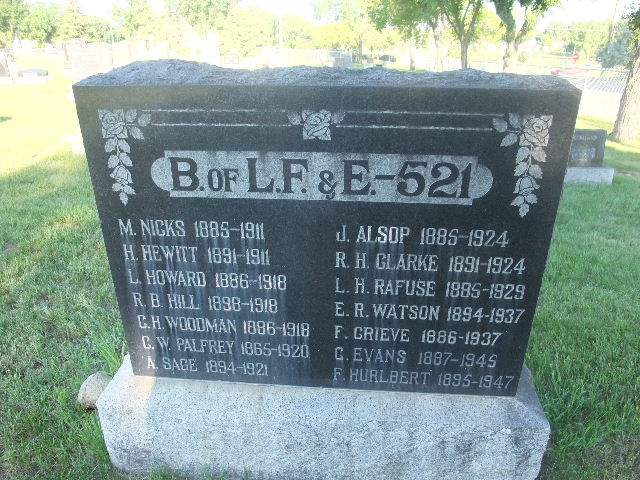 B. OF L.F. & E.-521
M. NICKS 1885-1911
H. HEWITT 1891-1911
L. HOWARD 1886-1918
R. B. HILL 1898-1918
C. H. WOODMAN 1886-1918
C. W. PALFREY 1865-1920
A. SAGE 1894-1921
J. ALSOP 1885-1924
R. H. CLARKE 1891-1924
L. H. RAFUSE 1885-1929
E. R. WATSON 1894-1937
F. GRIEVE 1886-1937
C. EVANS 1887-1945
F. HURLBERT 1895-1947